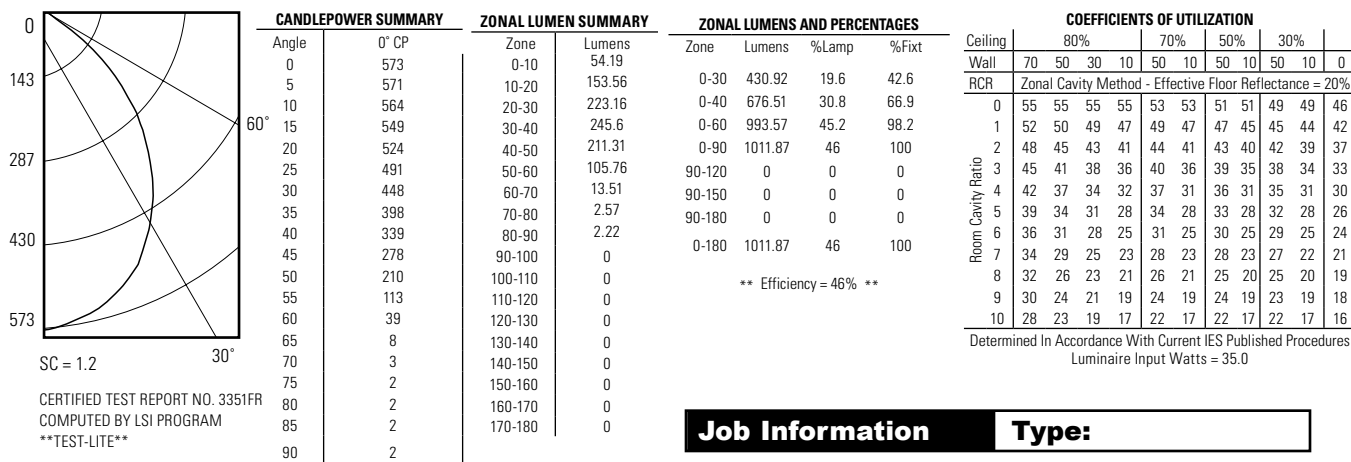 0
143
287
430
573
60˚
30˚
SC = 1.2
CERTIFIED TEST REPORT NO. 3351FR
COMPUTED BY LSI PROGRAM
**TEST-LITE**
CANDLEPOWER SUMMARY
Angle 0˚ CP
0 573
5 571
10 564
15 549
20 524
25 491
30 448
35 398
40 339
45 278
50 210
55 113
60 39
65 8
70 3
75 2
80 2
85 2
90 2
ZONAL LUMEN SUMMARY
Zone Lumens
0-10 54.19
10-20 153.56
20-30 223.16
30-40 245.6
40-50 211.31
50-60 105.76
60-70 13.51
70-80 2.57
80-90 2.22
90-100 0
100-110 0
110-120 0
120-130 0
130-140 0
140-150 0
150-160 0
160-170 0
170-180 0
ZONAL LUMENS AND PERCENTAGES
Zone Lumens %Lamp %Fixt
0-30 430.92 19.6 42.6
0-40 676.51 30.8 66.9
0-60 993.57 45.2 98.2
0-90 1011.87 46 100
90-120 0 0 0
90-150 0 0 0
90-180 0 0 0
0-180 1011.87 46 100
** Efficiency = 46% **
COEFFICIENTS OF UTILIZATION
Ceiling 80% 70% 50% 30%
Wall 70 50 30 10 50 10 50 10 50 10 0
RCR Zonal Cavity Method - Effective Floor Reflectance = 20%
Room Cavity Ratio
0 55 55 55 55 53 53 51 51 49 49 46
1 52 50 49 47 49 47 47 45 45 44 42
2 48 45 43 41 44 41 43 40 42 39 37
3 45 41 38 36 40 36 39 35 38 34 33
4 42 37 34 32 37 31 36 31 35 31 30
5 39 34 31 28 34 28 33 28 32 28 26
6 36 31 28 25 31 25 30 25 29 25 24
7 34 29 25 23 28 23 28 23 27 22 21
8 32 26 23 21 26 21 25 20 25 20 19
9 30 24 21 19 24 19 24 19 23 19 18
10 28 23 19 17 22 17 22 17 22 17 16
Determined In Accordance With Current IES Published Procedures
Luminaire Input Watts = 35.0
Job Information Type: